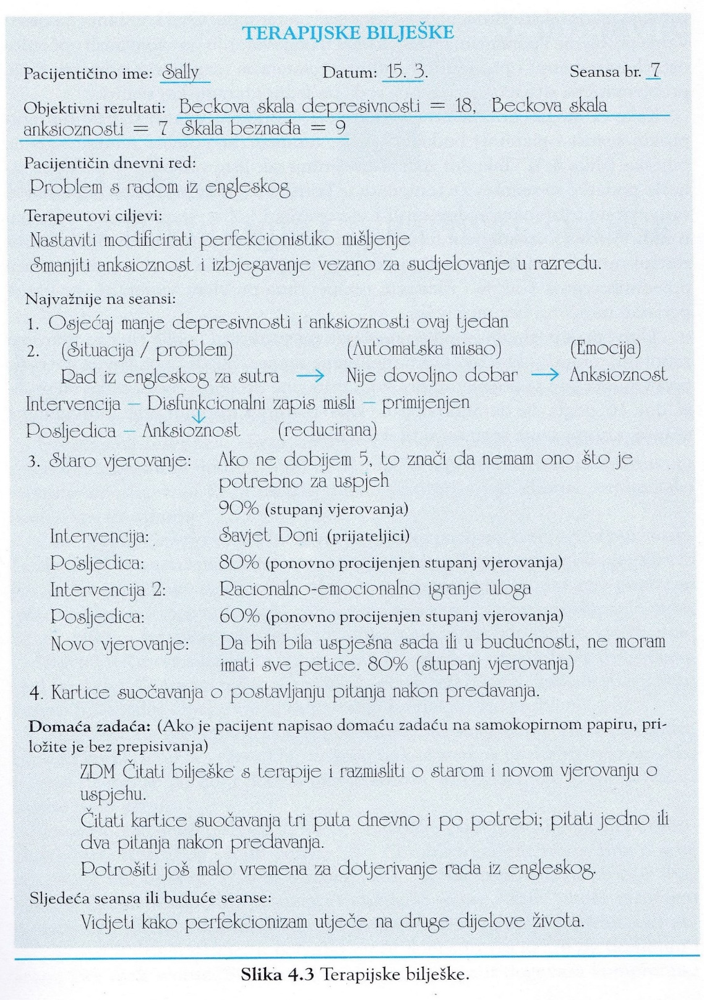 TERAPIJSKE BILJEŠKE
Pacijentičino ime: Sally Datum: 15. 3. Seansa br. 7
Objektivni rezultati: Beckova skala depresivnosti = 18, Beckova skala
anksioznosti = 7 Skala beznađa = 9
Pacijentičin dnevni red:
Problem s radom iz engleskog
Terapeutovi ciljevi:
Nastaviti modificirati perfekcionistiko mišljenje
Smanjiti anksioznost i izbjegavanje vezano za sudjelovanje u razredu.
Najvažnije na seansi:
1. Osjećaj manje depresivnosti i anksioznosti ovaj tjedan
2. (Situacija / problem) (Automatska misao) (Emocija)
Rad iz engleskog za sutra → Nije dovoljno dobar → Anksioznost
Intervencija – Disfunkcionalni zapis misli – primijenjen
↓
Posljedica – Anksioznost (reducirana)
3. Staro vjerovanje: Ako ne dobijem 5, to znači da nemam ono što je
potrebno za uspjeh
90% (stupanj vjerovanja)
Intervencija: Savjet Doni (prijateljici)
Posljedica: 80% (ponovno procijenjen stupanj vjerovanja)
Intervencija 2: Racionalno-emocionalno igranje uloga
Posljedica: 60% (ponovno procijenjen stupanj vjerovanja)
Novo vjerovanje: Da bih bila uspješna sada ili u budućnosti, ne moram
imati sve petice. 80% (stupanj vjerovanja)
4. Kartice suočavanja o postavljanju pitanja nakon predavanja.
Domaća zadaća: (Ako je pacijent napisao domaću zadaću na samokopirnom papiru, pri-
ložite je bez prepisivanja)
ZDM Čitati bilješke s terapije i razmisliti o starom i novom vjerovanju o
uspjehu.
Čitati kartice suočavanja tri puta dnevno i po potrebi; pitati jedno ili
dva pitanja nakon predavanja.
Potrošiti još malo vremena za dotjerivanje rada iz engleskog.
Sljedeća seansa ili buduće seanse:
Vidjeti kako perfekcionizam utječe na druge dijelove života.
Slika 4.3 Terapijske bilješke.